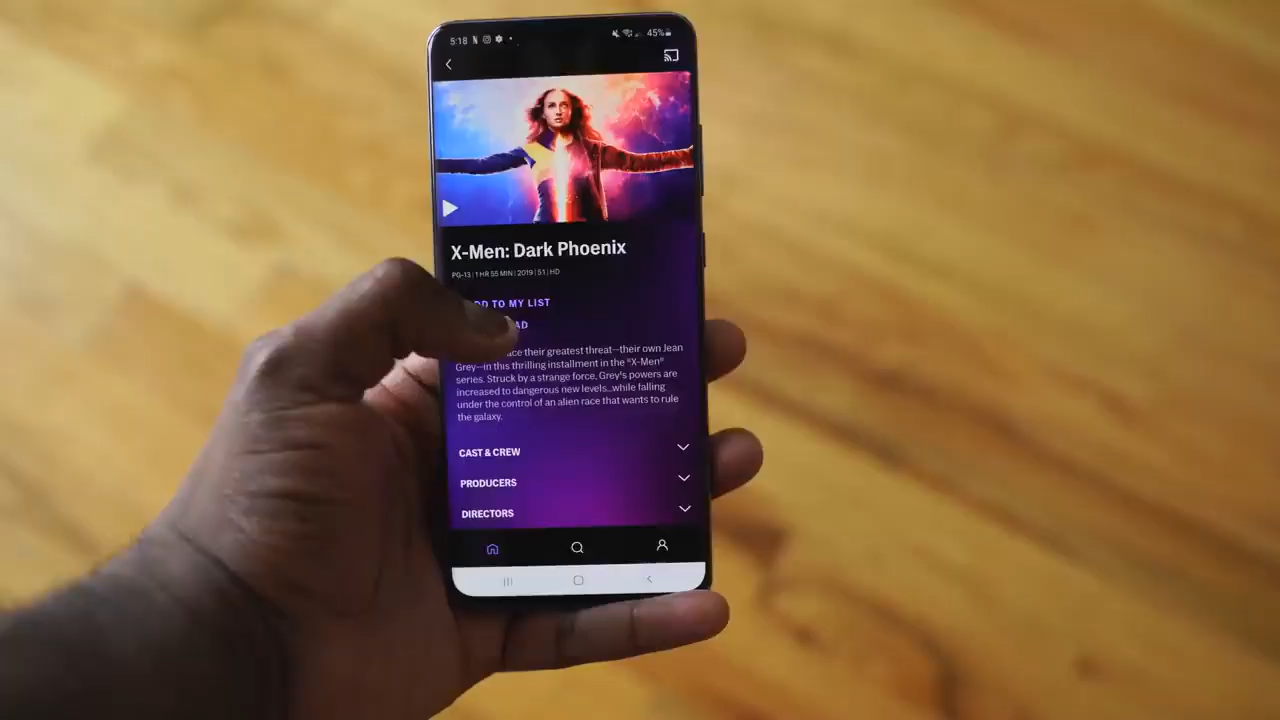 5:18 45%
X-Men: Dark Phoenix
PG-13 | 1 HR 55 MIN | 2019 | 5.1 | HD
TO MY LIST
their greatest threat—their own Jean
Grey—in this thrilling installment in the "X-Men"
series. Struck by a strange force, Grey's powers are
increased to dangerous new levels...while falling
under the control of an alien race that wants to rule
the galaxy.
CAST & CREW
PRODUCERS
DIRECTORS